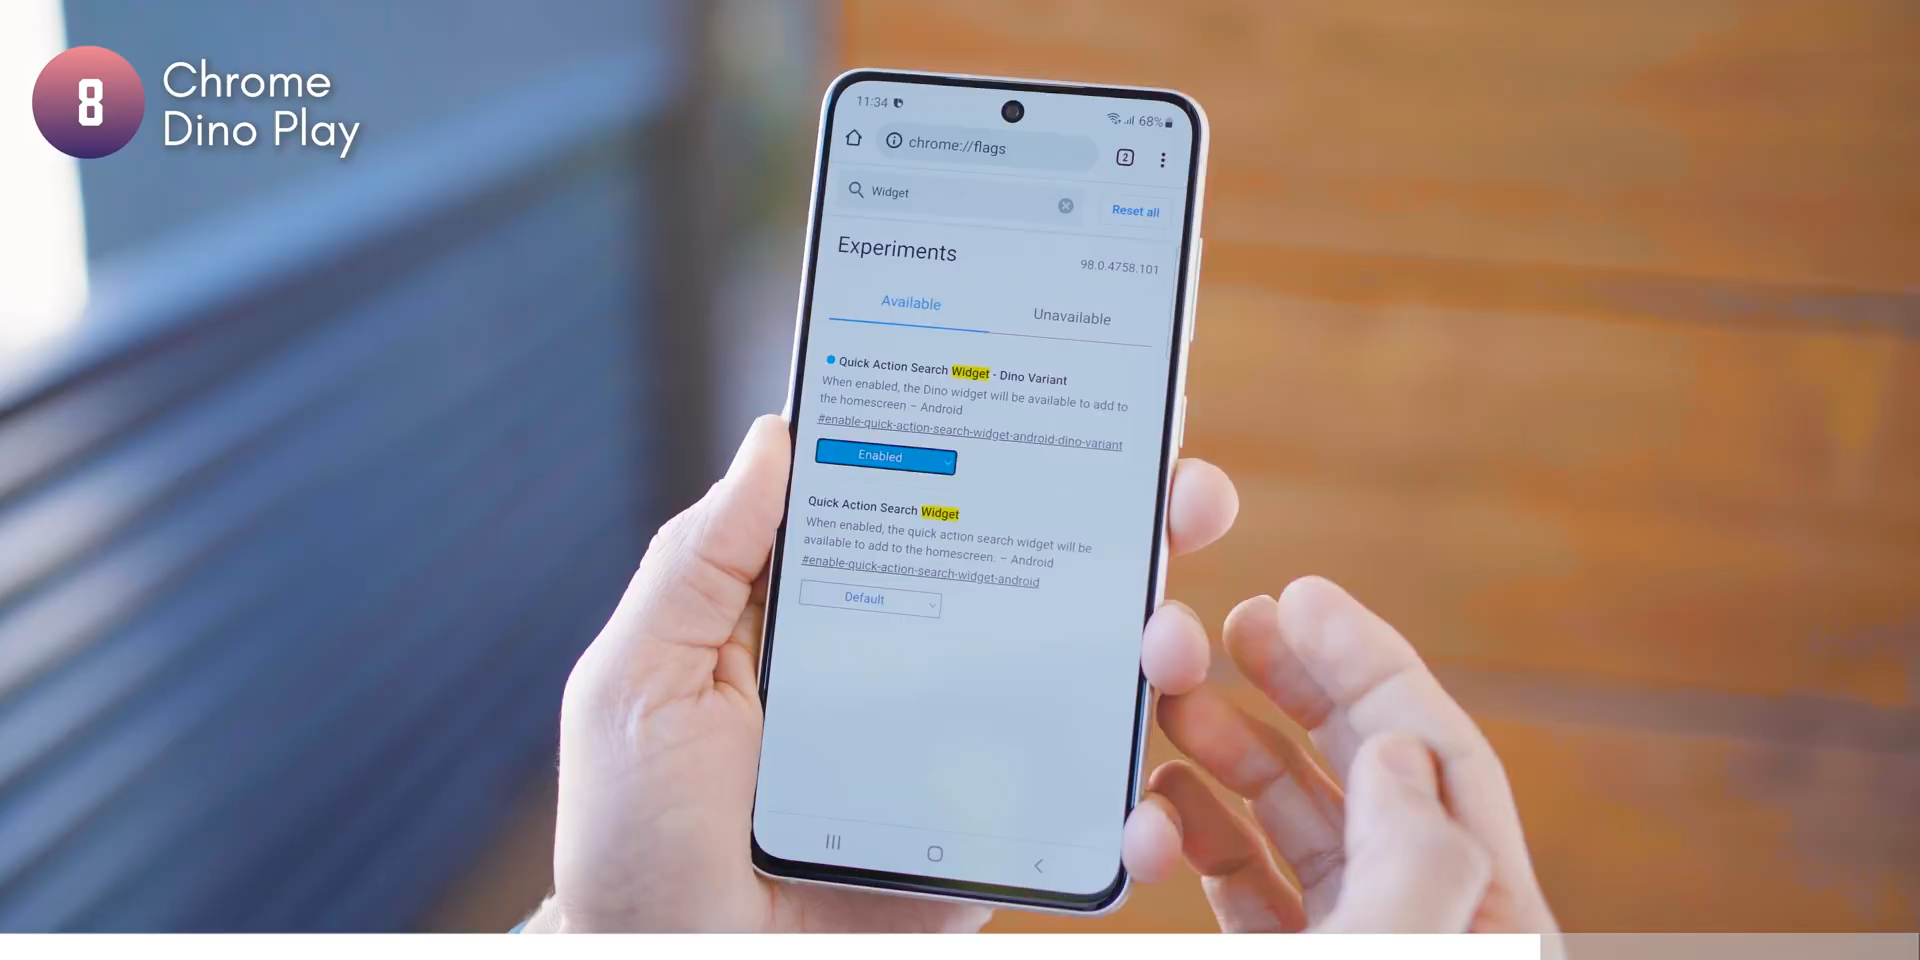 8
Chrome
Dino Play
11:34
68%
chrome://flags
2
Widget
Reset all
Experiments
98.0.4758.101
Available
Unavailable
Quick Action Search Widget - Dino Variant
When enabled, the Dino widget will be available to add to
the homescreen – Android
#enable-quick-action-search-widget-android-dino-variant
Enabled
Quick Action Search Widget
When enabled, the quick action search widget will be
available to add to the homescreen. – Android
#enable-quick-action-search-widget-android
Default